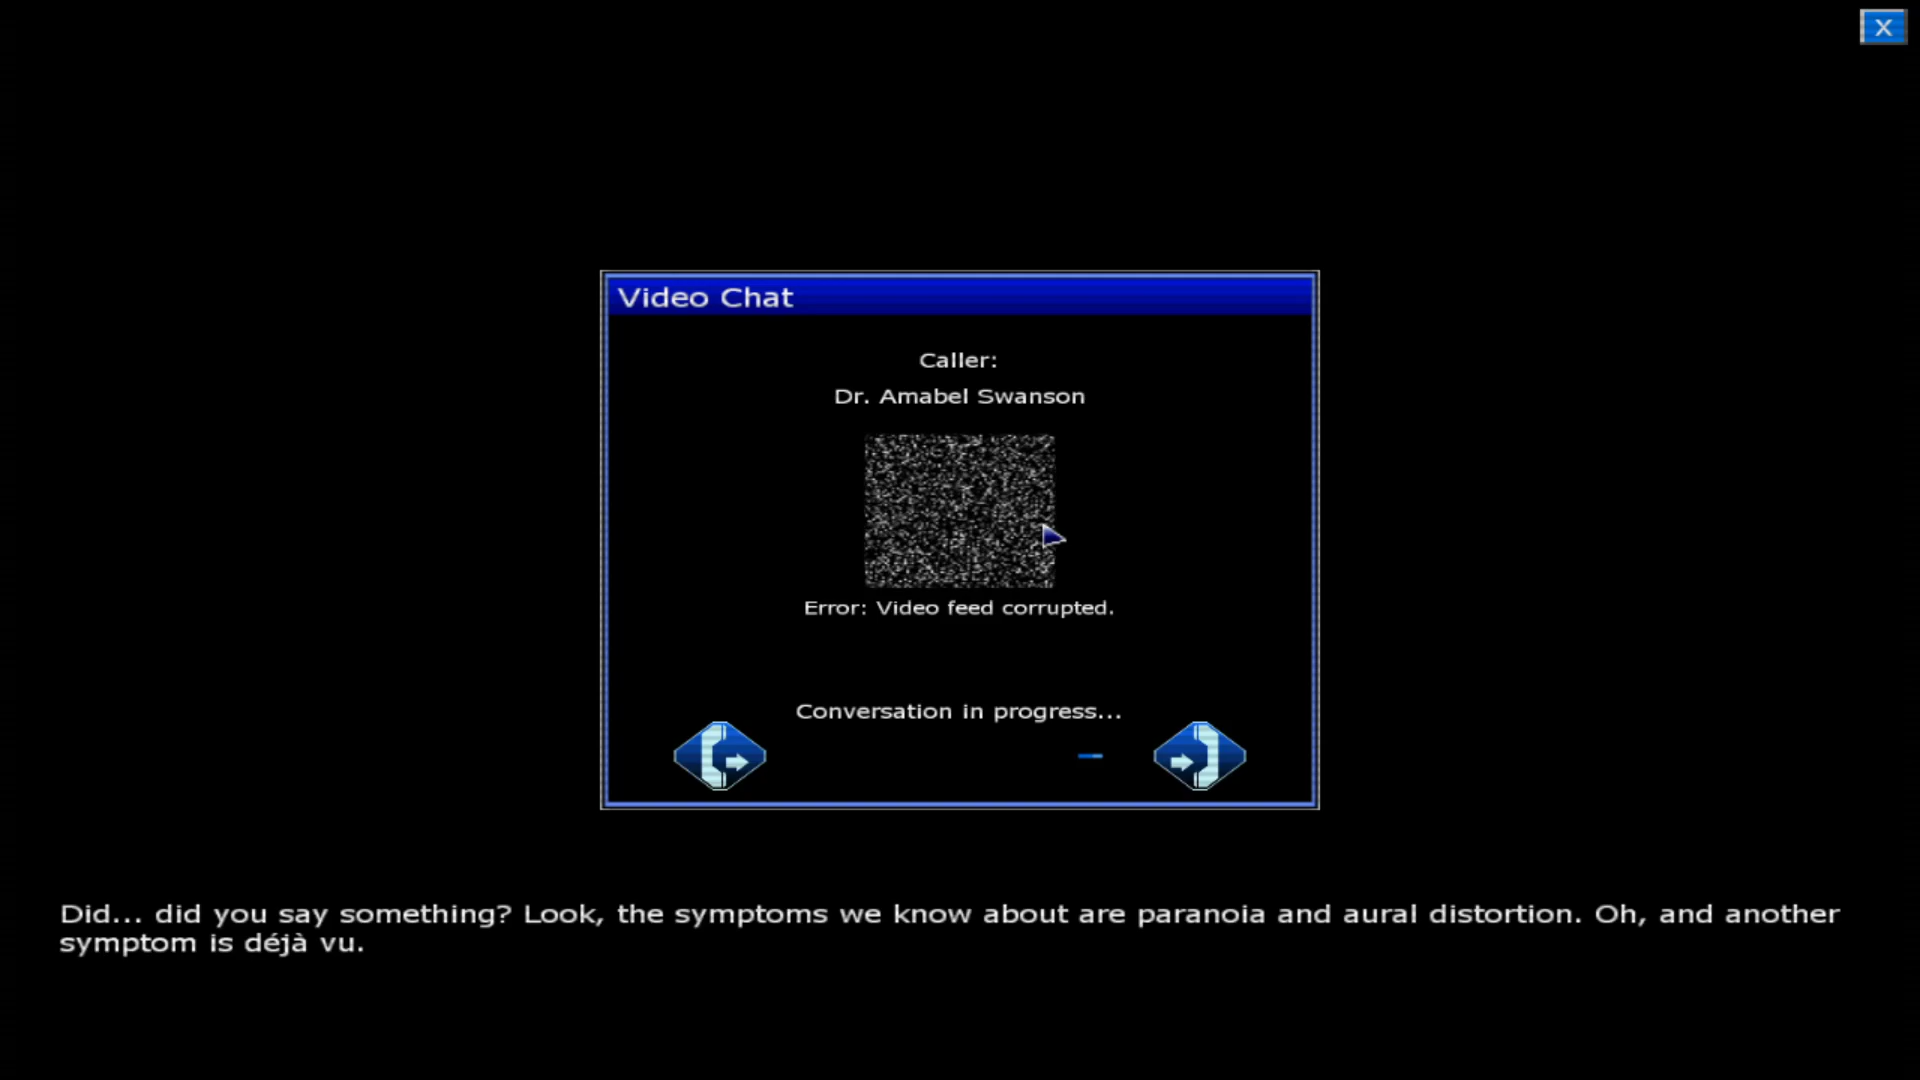 X
Video Chat
Caller:
Dr. Amabel Swanson
Error: Video feed corrupted.
Conversation in progress...
Did... did you say something? Look, the symptoms we know about are paranoia and aural distortion. Oh, and another
symptom is déjà vu.